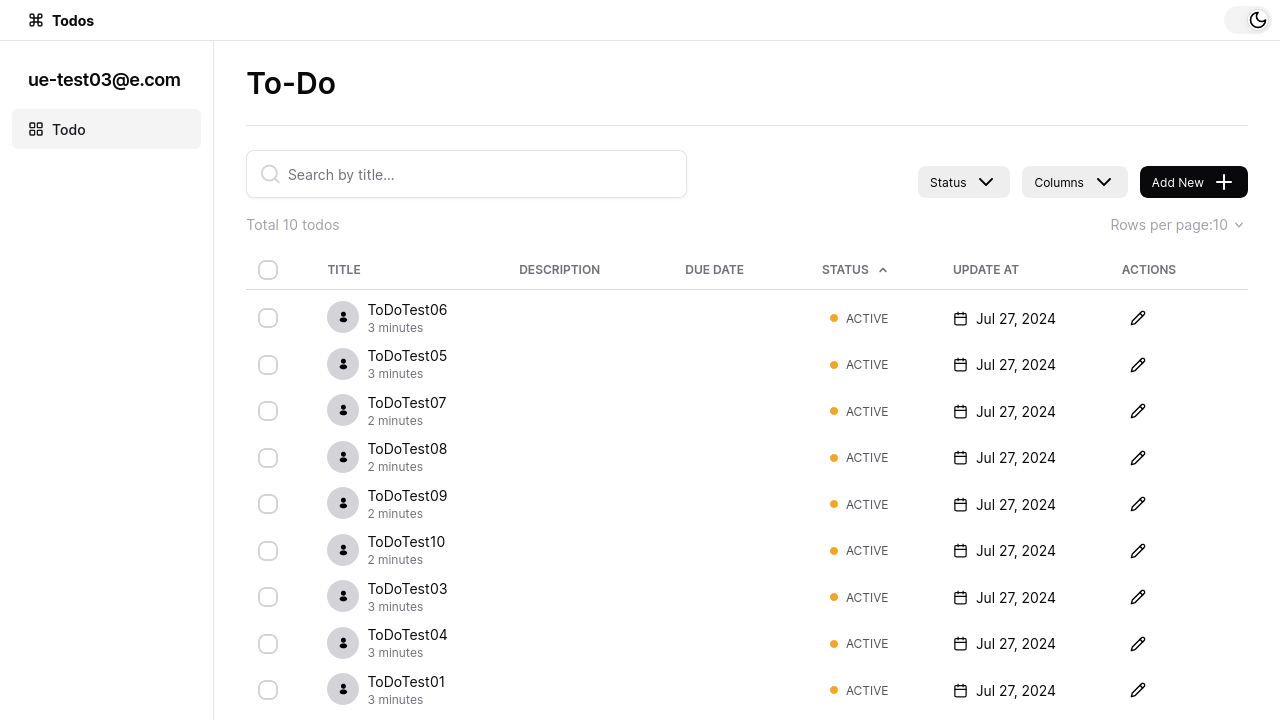 Todos
ue-test03@e.com
Todo
To-Do
Search by title...
Status
Columns
Add New
Total 10 todos
Rows per page:10
TITLE DESCRIPTION DUE DATE STATUS UPDATE AT ACTIONS
ToDoTest06
3 minutes
ACTIVE
Jul 27, 2024
ToDoTest05
3 minutes
ACTIVE
Jul 27, 2024
ToDoTest07
2 minutes
ACTIVE
Jul 27, 2024
ToDoTest08
2 minutes
ACTIVE
Jul 27, 2024
ToDoTest09
2 minutes
ACTIVE
Jul 27, 2024
ToDoTest10
2 minutes
ACTIVE
Jul 27, 2024
ToDoTest03
3 minutes
ACTIVE
Jul 27, 2024
ToDoTest04
3 minutes
ACTIVE
Jul 27, 2024
ToDoTest01
3 minutes
ACTIVE
Jul 27, 2024